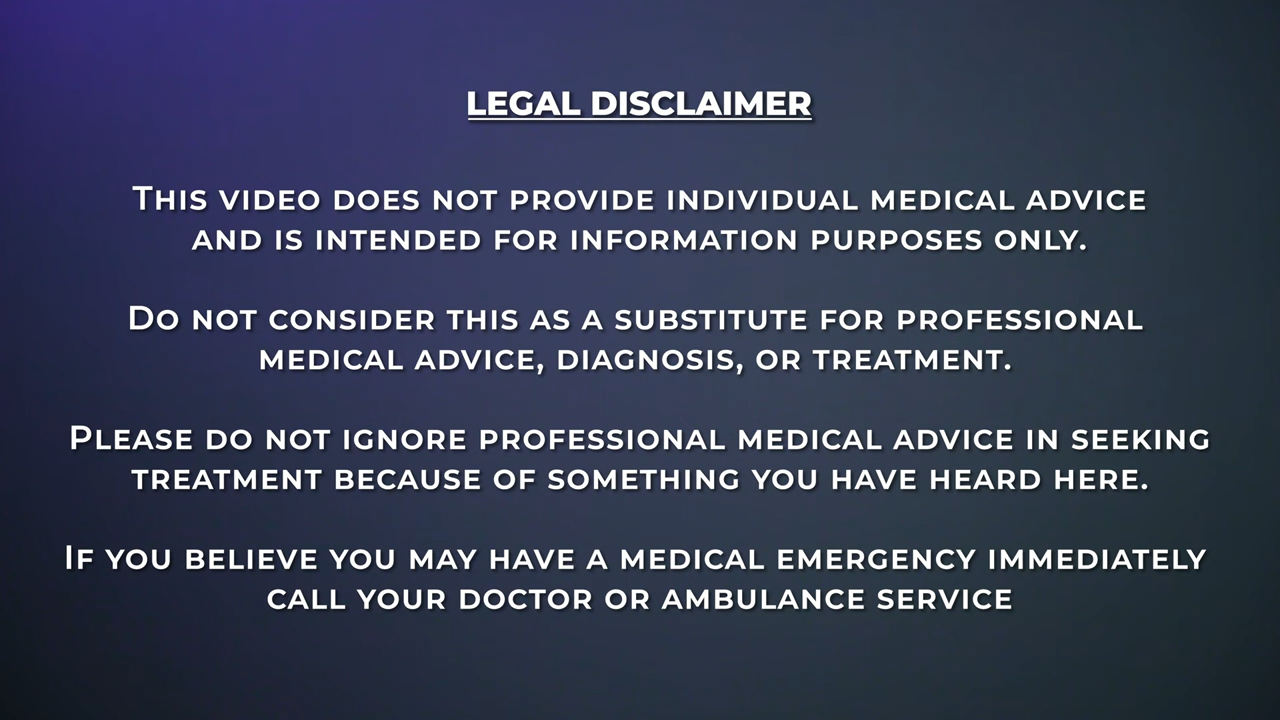 LEGAL DISCLAIMER
This video does not provide individual medical advice
and is intended for information purposes only.
Do not consider this as a substitute for professional
medical advice, diagnosis, or treatment.
Please do not ignore professional medical advice in seeking
treatment because of something you have heard here.
If you believe you may have a medical emergency immediately
call your doctor or ambulance service